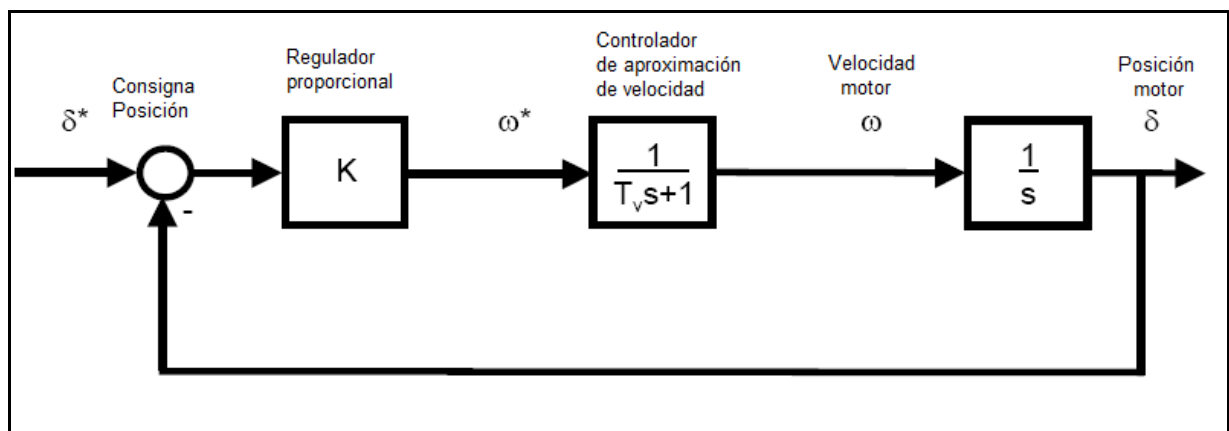 Consigna
Posición
δ*
Regulador
proporcional
K
ω*
Controlador
de aproximación
de velocidad
1
Tᵥs+1
Velocidad
motor
ω
1
s
Posición
motor
δ
-